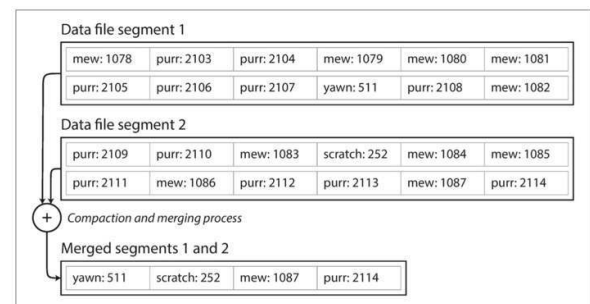 Data file segment 1
mew: 1078 purr: 2103 purr: 2104 mew: 1079 mew: 1080 mew: 1081
purr: 2105 purr: 2106 purr: 2107 yawn: 511 purr: 2108 mew: 1082
Data file segment 2
purr: 2109 purr: 2110 mew: 1083 scratch: 252 mew: 1084 mew: 1085
purr: 2111 mew: 1086 purr: 2112 purr: 2113 mew: 1087 purr: 2114
+ Compaction and merging process
Merged segments 1 and 2
yawn: 511 scratch: 252 mew: 1087 purr: 2114